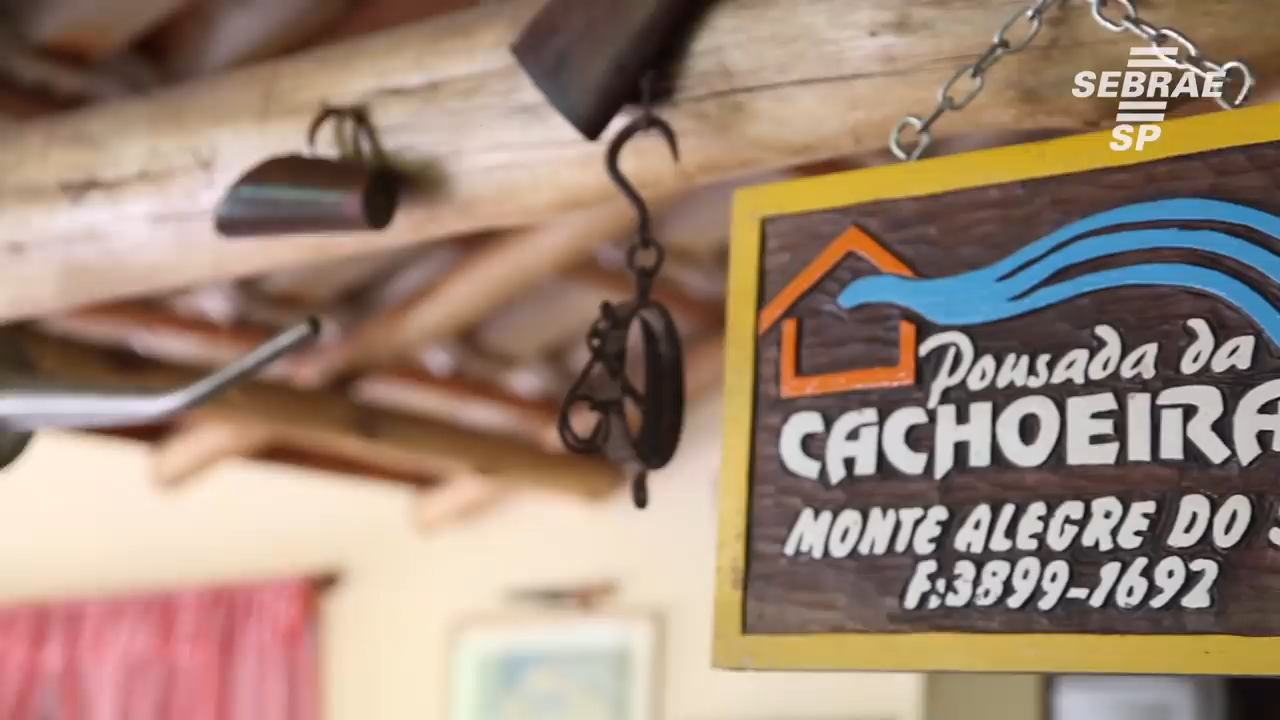 SEBRAE
SP
Pousada da
CACHOEIRA
MONTE ALEGRE DO
F:3899-1692